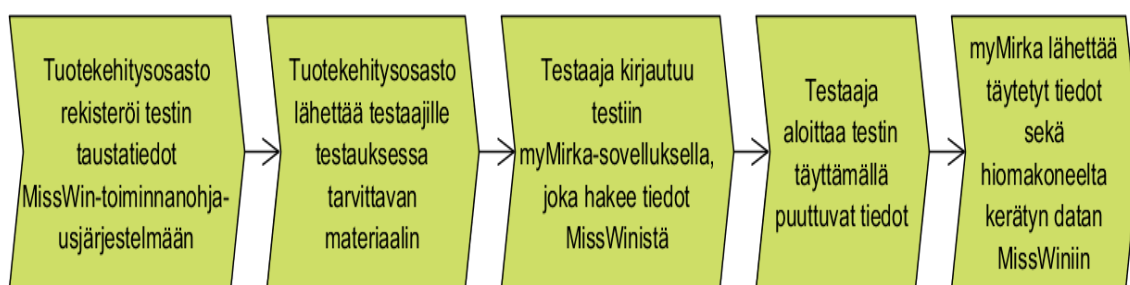 Tuotekehitysosasto
rekisteröi testin
taustatiedot
MissWin-toiminnanohja-
usjärjestelmään
Tuotekehitysosasto
lähettää testaajille
testauksessa
tarvittavan
materiaalin
Testaaja kirjautuu
testiin
myMirka-sovelluksella,
joka hakee tiedot
MissWinistä
Testaaja
aloittaa testin
täyttämällä
puuttuvat tiedot
myMirka lähettää
täytetyt tiedot
sekä
hiomakoneelta
kerätyn datan
MissWiniin